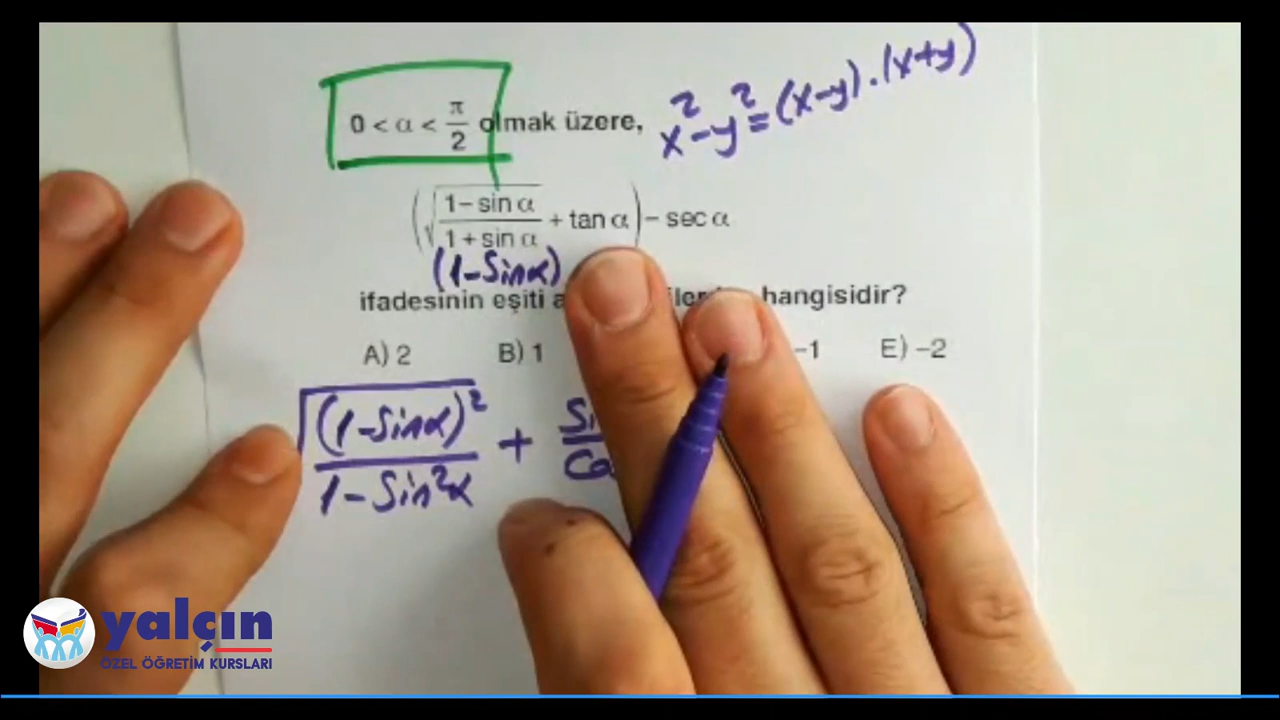 0 < α < π/2 olmak üzere,
x² - y² = (x-y).(x+y)
(√((1 - sin α)/(1 + sin α)) + tan α) - sec α
(1-Sinα)
ifadesinin eşiti hangisidir?
A) 2 B) 1 -1 E) -2
√((1-Sinα)²/(1-Sin²α)) +
yalçın
ÖZEL ÖĞRETİM KURSLARI